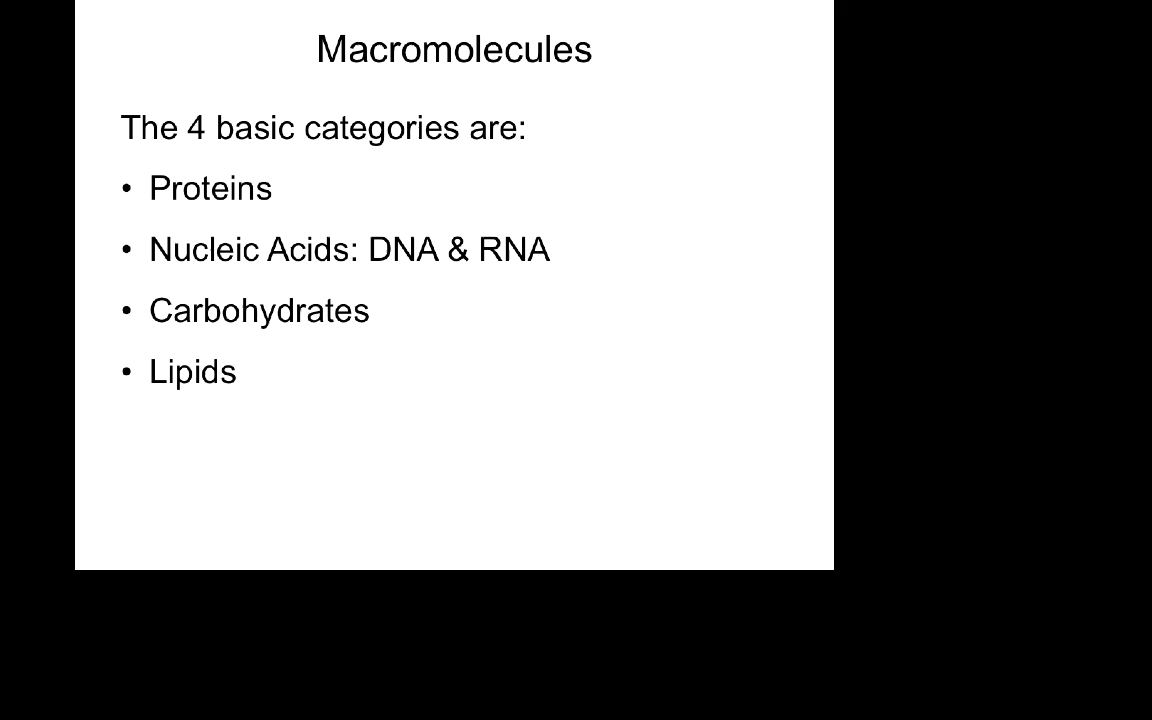 Macromolecules
The 4 basic categories are:
• Proteins
• Nucleic Acids: DNA & RNA
• Carbohydrates
• Lipids